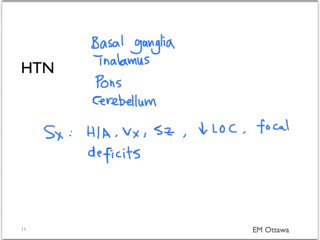 Basal ganglia
Thalamus
HTN
Pons
Cerebellum
Sx: H/A, Vx, SZ, ↓ LOC, focal
deficits
11
EM Ottawa